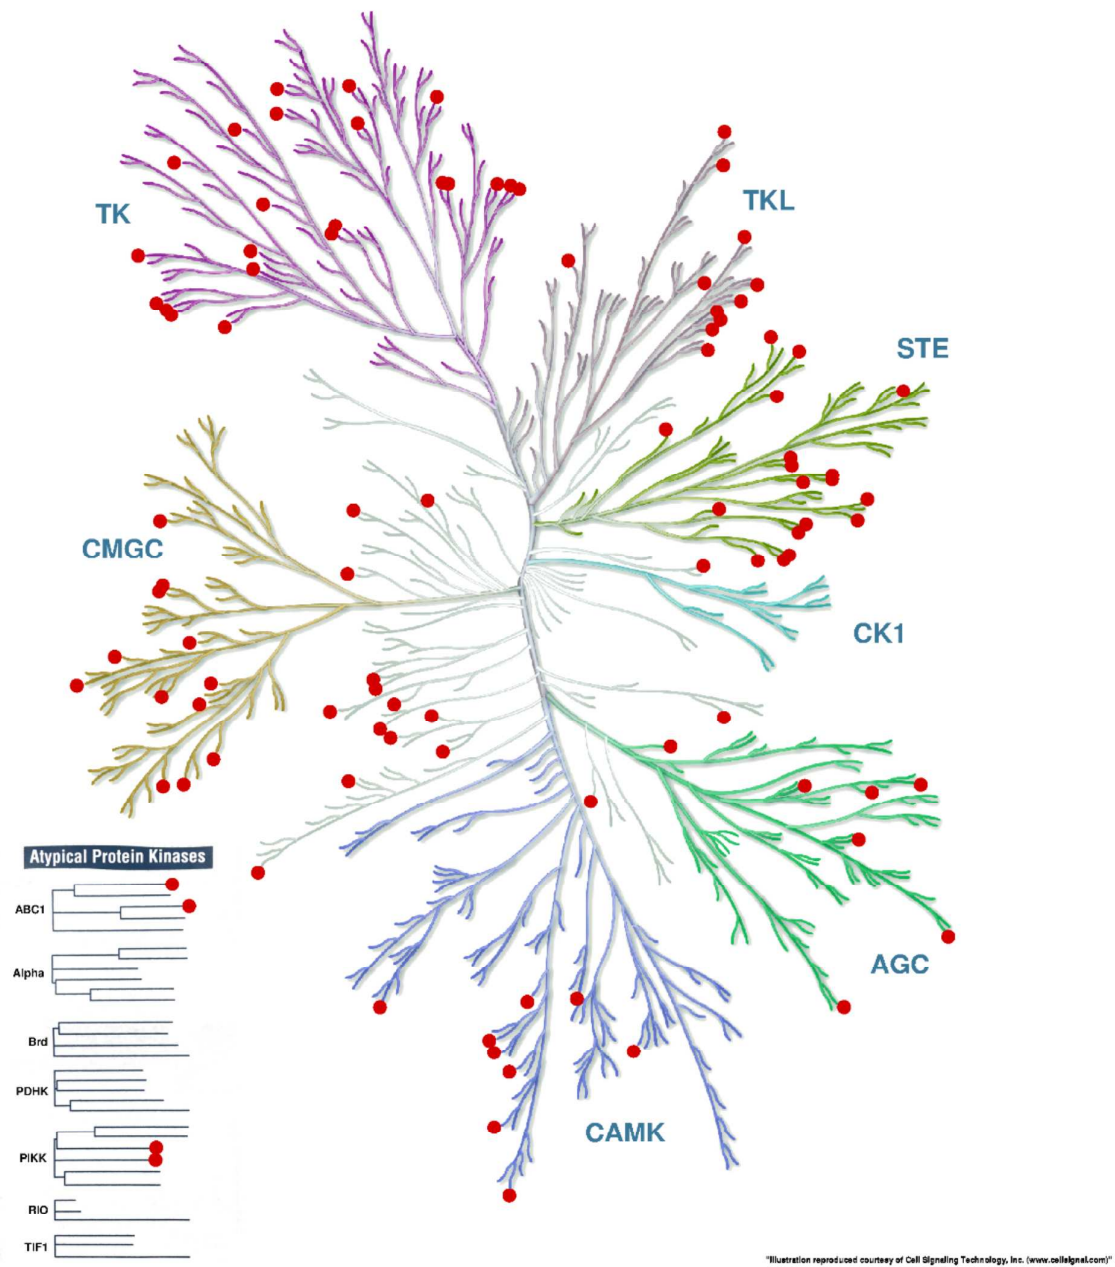 TK
TKL
STE
CMGC
CK1
Atypical Protein Kinases
ABC1
Alpha
AGC
Brd
PDHK
CAMK
PIKK
RIO
TIF1
"Illustration reproduced courtesy of Cell Signaling Technology, Inc. (www.cellsignal.com)"